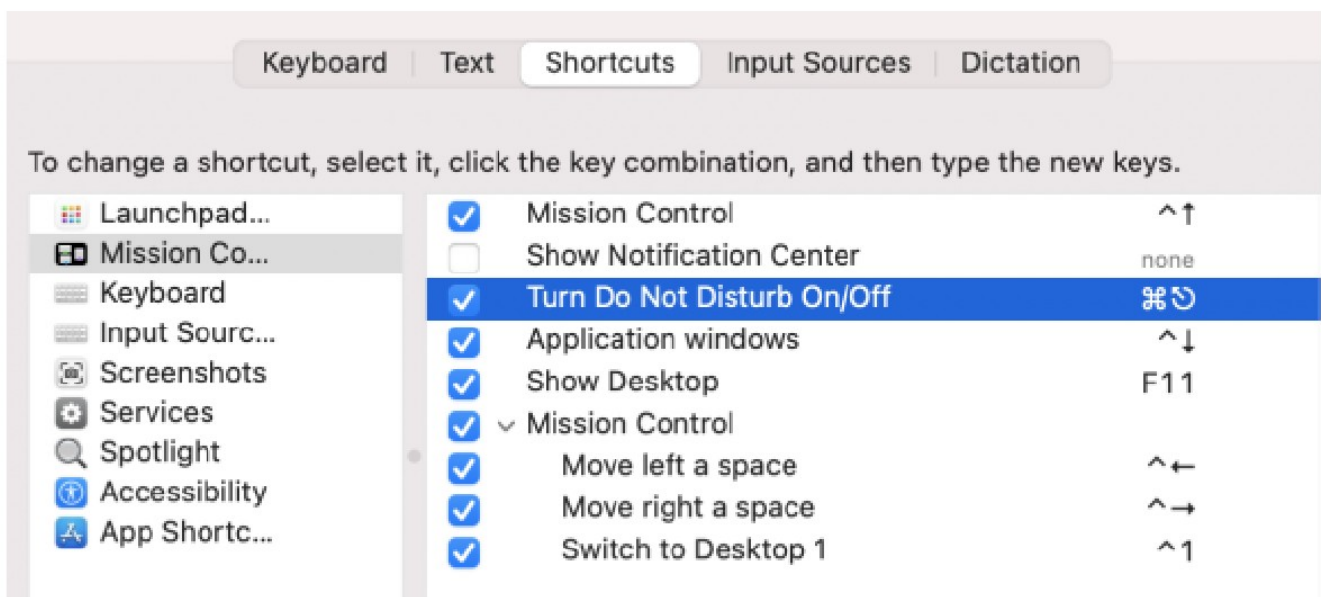 Keyboard Text Shortcuts Input Sources Dictation
To change a shortcut, select it, click the key combination, and then type the new keys.
Launchpad...
Mission Co...
Keyboard
Input Sourc...
Screenshots
Services
Spotlight
Accessibility
App Shortc...
Mission Control ^↑
Show Notification Center none
Turn Do Not Disturb On/Off ⌘⎋
Application windows ^↓
Show Desktop F11
Mission Control
Move left a space ^←
Move right a space ^→
Switch to Desktop 1 ^1